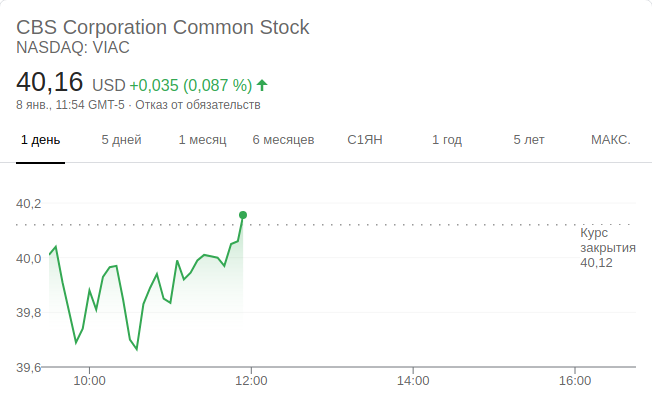 CBS Corporation Common Stock
NASDAQ: VIAC
40,16 USD +0,035 (0,087 %)
8 янв., 11:54 GMT-5 · Отказ от обязательств
1 день 5 дней 1 месяц 6 месяцев С1ЯН 1 год 5 лет МАКС.
40,2
Курс
закрытия
40,12
40,0
39,8
39,6
10:00 12:00 14:00 16:00